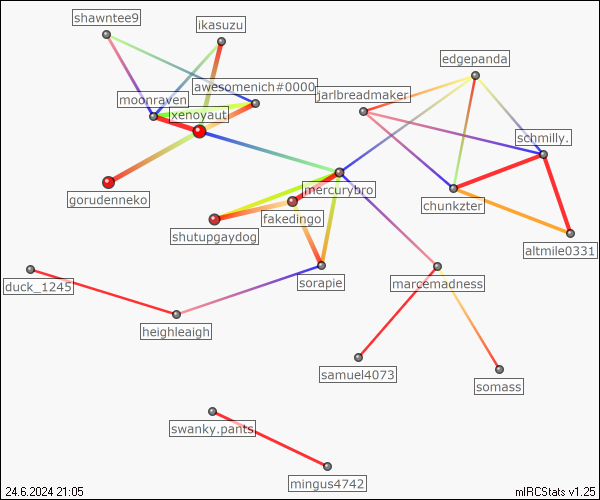 shawntee9
ikasuzu
edgepanda
awesomenich#0000
jarlbreadmaker
moonraven
xenoyaut
schmilly.
mercurybro
gorudenneko
chunkzter
fakedingo
shutupgaydog
altmile0331
sorapie
marcemadness
duck_1245
heighleaigh
samuel4073
somass
swanky.pants
mingus4742
24.6.2024 21:05
mIRCStats v1.25